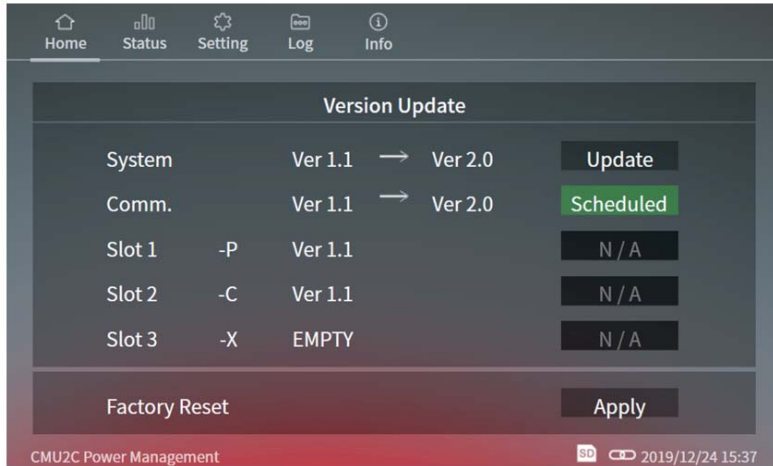 Home Status Setting Log Info
Version Update
System Ver 1.1 → Ver 2.0 Update
Comm. Ver 1.1 → Ver 2.0 Scheduled
Slot 1 -P Ver 1.1 N / A
Slot 2 -C Ver 1.1 N / A
Slot 3 -X EMPTY N / A
Factory Reset Apply
CMU2C Power Management SD 2019/12/24 15:37